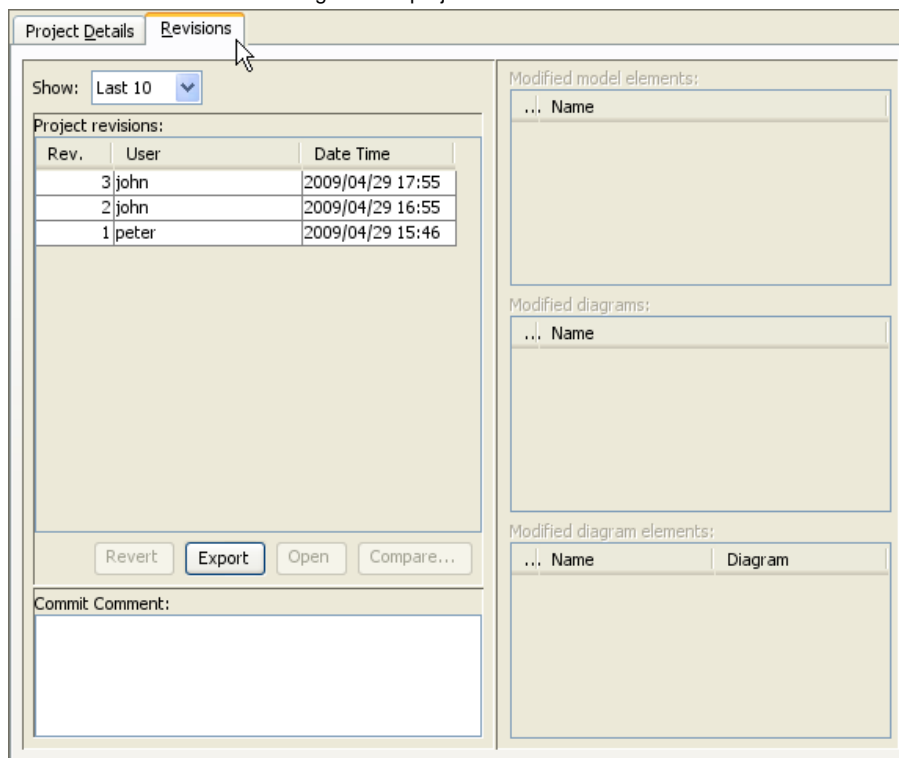 Project Details Revisions
Show: Last 10
Project revisions:
Rev. User Date Time
3 john 2009/04/29 17:55
2 john 2009/04/29 16:55
1 peter 2009/04/29 15:46
Revert Export Open Compare...
Commit Comment:
Modified model elements:
... Name
Modified diagrams:
... Name
Modified diagram elements:
... Name Diagram